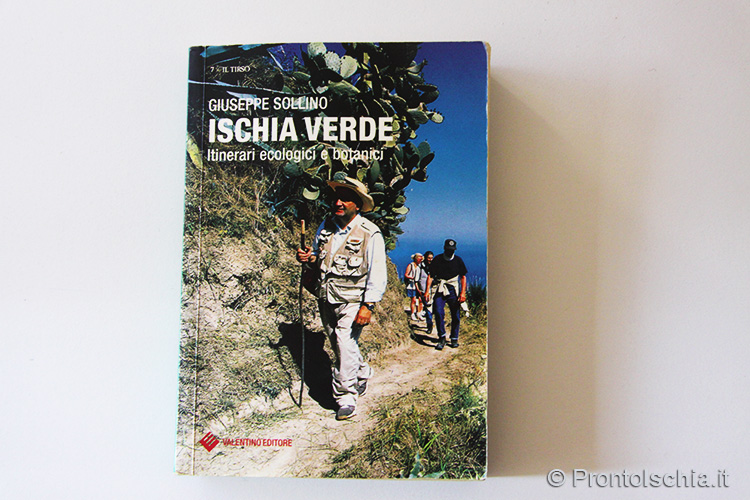 7 - IL TIRSO
GIUSEPPE SOLLINO
ISCHIA VERDE
Itinerari ecologici e botanici
VALENTINO EDITORE
© ProntoIschia.it